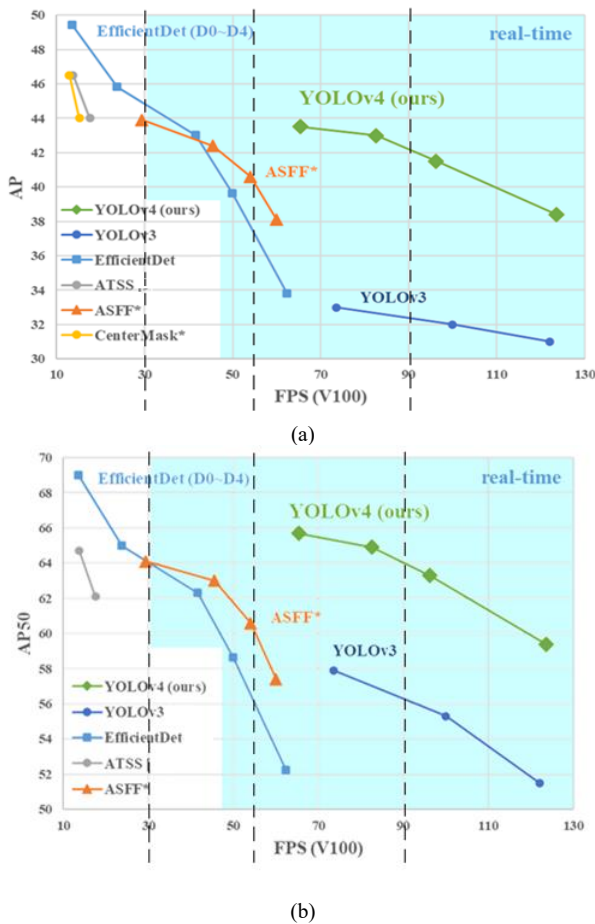 50
EfficientDet (D0~D4)
real-time
48
46
44
YOLOv4 (ours)
42
ASFF*
40
AP
38
YOLOv4 (ours)
36
YOLOv3
EfficientDet
34
ATSS
YOLOv3
ASFF*
32
CenterMask*
30
10 30 50 70 90 110 130
FPS (V100)
(a)
70
EfficientDet (D0~D4)
real-time
68
66
YOLOv4 (ours)
64
62
ASFF*
60
AP50
YOLOv3
58
56
YOLOv4 (ours)
YOLOv3
54
EfficientDet
52
ATSS
ASFF*
50
10 30 50 70 90 110 130
FPS (V100)
(b)